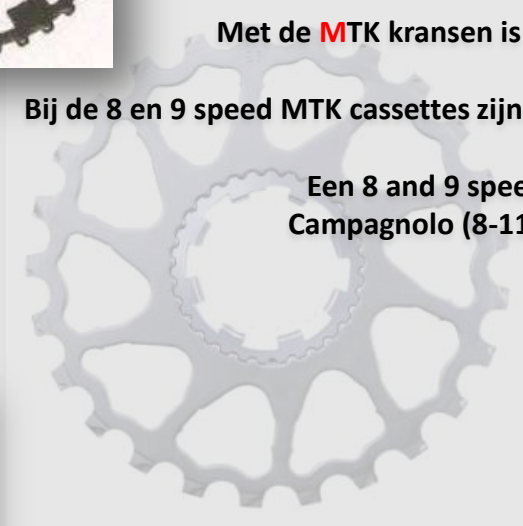 Met de MTK kransen is
Bij de 8 en 9 speed MTK cassettes zijn
Een 8 and 9 spee
Campagnolo (8-11